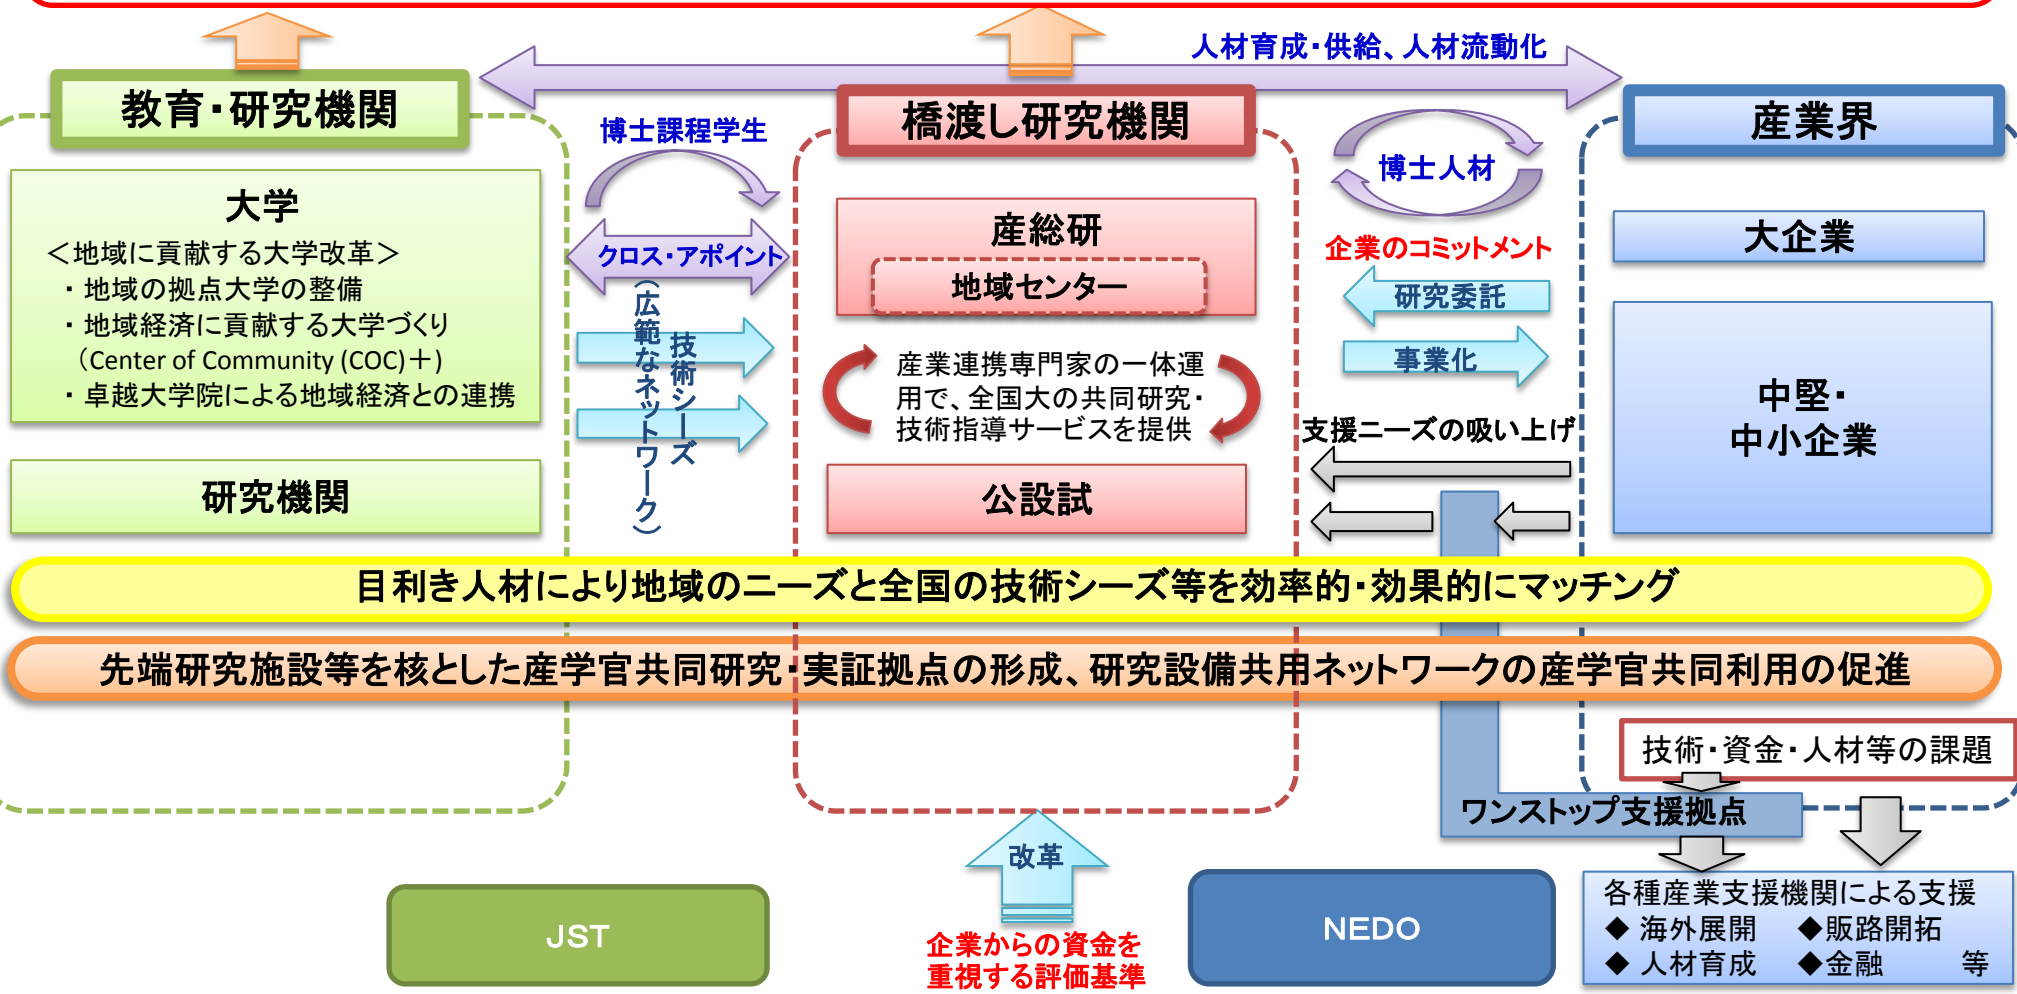 人材育成・供給、人材流動化
教育・研究機関
橋渡し研究機関
産業界
博士課程学生
博士人材
大学
＜地域に貢献する大学改革＞
・地域の拠点大学の整備
・地域経済に貢献する大学づくり
（Center of Community (COC)＋）
・卓越大学院による地域経済との連携
研究機関
クロス・アポイント
技術シーズ
（広範なネットワーク）
産総研
地域センター
産業連携専門家の一体運
用で、全国大の共同研究・
技術指導サービスを提供
公設試
企業のコミットメント
研究委託
事業化
支援ニーズの吸い上げ
大企業
中堅・
中小企業
目利き人材により地域のニーズと全国の技術シーズ等を効率的・効果的にマッチング
先端研究施設等を核とした産学官共同研究・実証拠点の形成、研究設備共用ネットワークの産学官共同利用の促進
技術・資金・人材等の課題
ワンストップ支援拠点
改革
企業からの資金を
重視する評価基準
JST
NEDO
各種産業支援機関による支援
◆ 海外展開 ◆販路開拓
◆ 人材育成 ◆金融 等